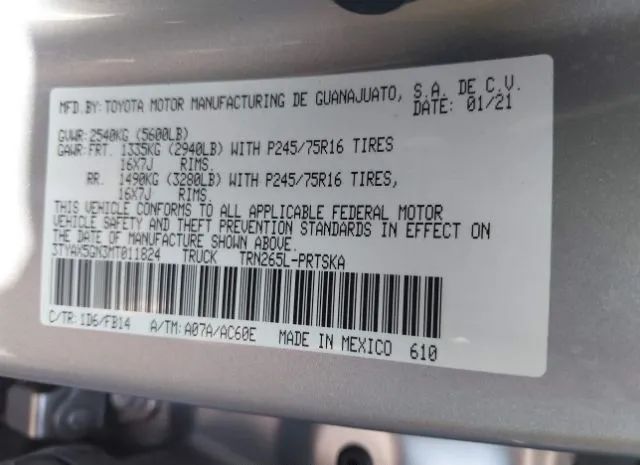 MFD.BY: TOYOTA MOTOR MANUFACTURING DE GUANAJUATO, S.A. DE C.V.
DATE: 01/21
GVWR: 2540KG (5600LB)
GAWR: FRT. 1335KG (2940LB) WITH P245/75R16 TIRES
16X7J RIMS.
RR. 1490KG (3280LB) WITH P245/75R16 TIRES,
16X7J RIMS.
THIS VEHICLE CONFORMS TO ALL APPLICABLE FEDERAL MOTOR
VEHICLE SAFETY AND THEFT PREVENTION STANDARDS IN EFFECT ON
THE DATE OF MANUFACTURE SHOWN ABOVE.
3TYAX5GN3MT011824 TRUCK TRN265L-PRTSKA
C/TR: 1D6/FB14 A/TM: A07A/AC60E MADE IN MEXICO 610